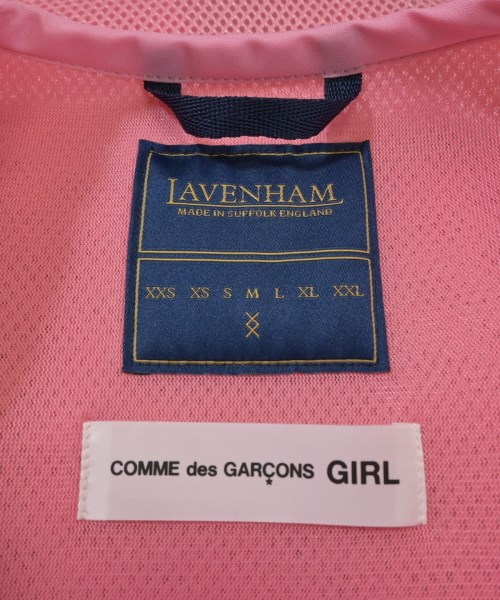 LAVENHAM
MADE IN SUFFOLK ENGLAND
XXS XS S M L XL XXL
COMME des GARÇONS GIRL